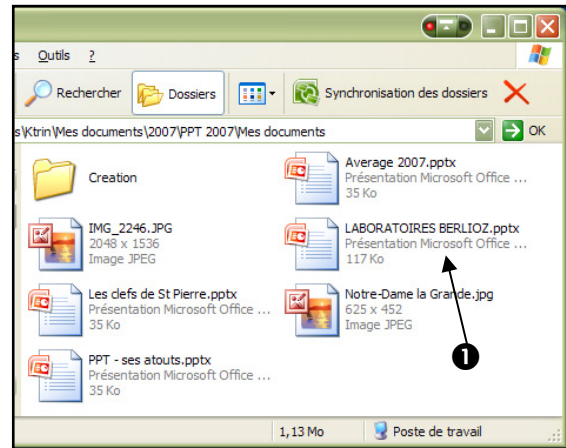 s Outils ?
Rechercher Dossiers Synchronisation des dossiers
s\Ktrin\Mes documents\2007\PPT 2007\Mes documents OK
Creation
Average 2007.pptx
Présentation Microsoft Office ...
35 Ko
IMG_2246.JPG
2048 x 1536
Image JPEG
LABORATOIRES BERLIOZ.pptx
Présentation Microsoft Office ...
117 Ko
Les clefs de St Pierre.pptx
Présentation Microsoft Office ...
35 Ko
Notre-Dame la Grande.jpg
625 x 452
Image JPEG
PPT - ses atouts.pptx
Présentation Microsoft Office ...
35 Ko
❶
1,13 Mo Poste de travail